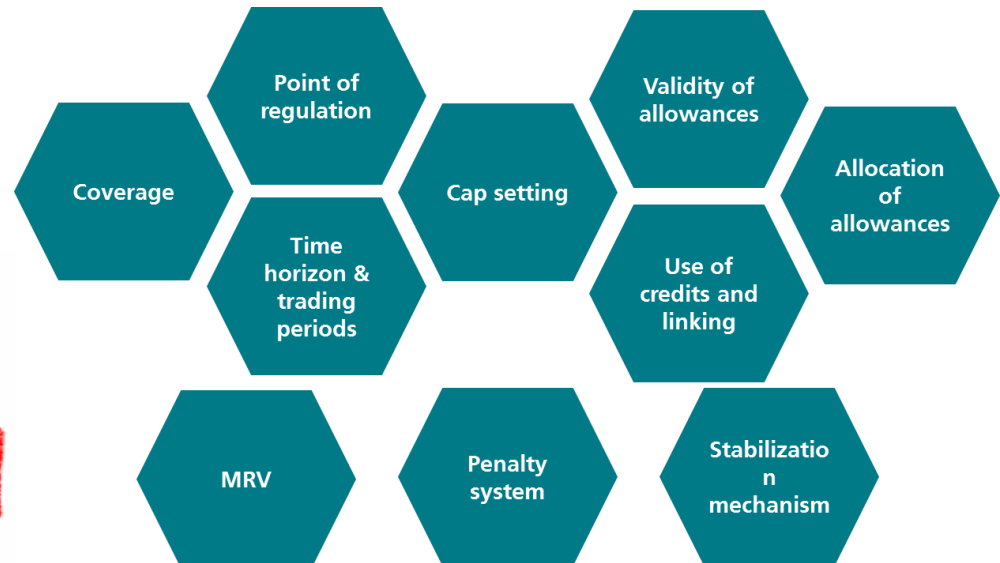 Point of
regulation
Validity of
allowances
Coverage
Cap setting
Allocation
of
allowances
Time
horizon &
trading
periods
Use of
credits and
linking
MRV
Penalty
system
Stabilizatio
n
mechanism